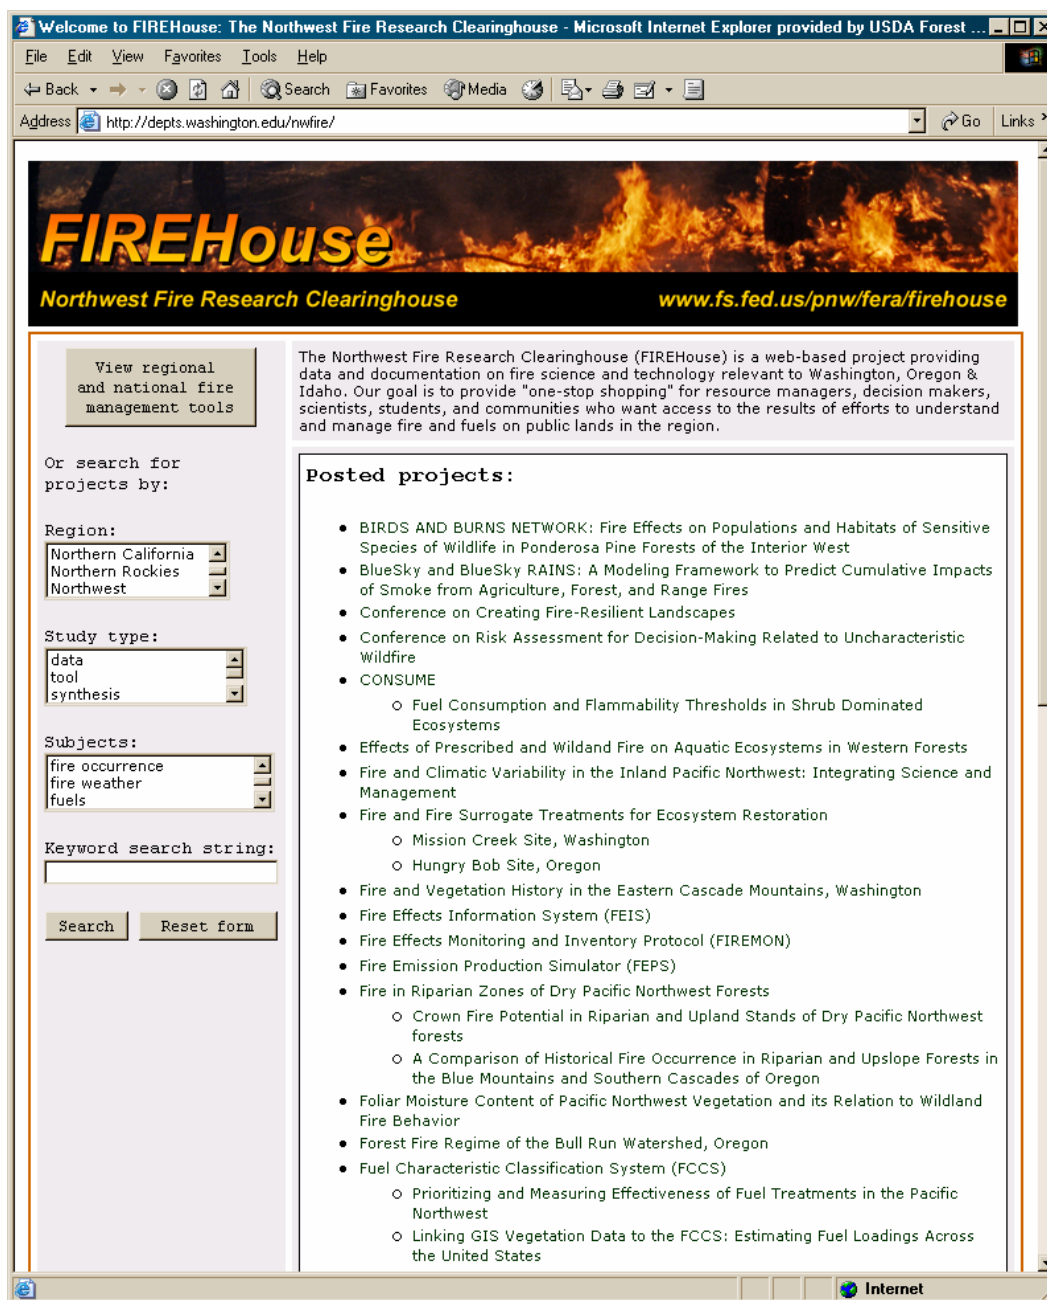 Welcome to FIREHouse: The Northwest Fire Research Clearinghouse - Microsoft Internet Explorer provided by USDA Forest ...
File Edit View Favorites Tools Help
Back Search Favorites Media
Address http://depts.washington.edu/nwfire/ Go Links
FIREHouse
Northwest Fire Research Clearinghouse www.fs.fed.us/pnw/fera/firehouse
View regional
and national fire
management tools
Or search for
projects by:
Region:
Northern California
Northern Rockies
Northwest
Study type:
data
tool
synthesis
Subjects:
fire occurrence
fire weather
fuels
Keyword search string:
Search Reset form
The Northwest Fire Research Clearinghouse (FIREHouse) is a web-based project providing
data and documentation on fire science and technology relevant to Washington, Oregon &
Idaho. Our goal is to provide "one-stop shopping" for resource managers, decision makers,
scientists, students, and communities who want access to the results of efforts to understand
and manage fire and fuels on public lands in the region.
Posted projects:
BIRDS AND BURNS NETWORK: Fire Effects on Populations and Habitats of Sensitive
Species of Wildlife in Ponderosa Pine Forests of the Interior West
BlueSky and BlueSky RAINS: A Modeling Framework to Predict Cumulative Impacts
of Smoke from Agriculture, Forest, and Range Fires
Conference on Creating Fire-Resilient Landscapes
Conference on Risk Assessment for Decision-Making Related to Uncharacteristic
Wildfire
CONSUME
Fuel Consumption and Flammability Thresholds in Shrub Dominated
Ecosystems
Effects of Prescribed and Wildand Fire on Aquatic Ecosystems in Western Forests
Fire and Climatic Variability in the Inland Pacific Northwest: Integrating Science and
Management
Fire and Fire Surrogate Treatments for Ecosystem Restoration
Mission Creek Site, Washington
Hungry Bob Site, Oregon
Fire and Vegetation History in the Eastern Cascade Mountains, Washington
Fire Effects Information System (FEIS)
Fire Effects Monitoring and Inventory Protocol (FIREMON)
Fire Emission Production Simulator (FEPS)
Fire in Riparian Zones of Dry Pacific Northwest Forests
Crown Fire Potential in Riparian and Upland Stands of Dry Pacific Northwest
forests
A Comparison of Historical Fire Occurrence in Riparian and Upslope Forests in
the Blue Mountains and Southern Cascades of Oregon
Foliar Moisture Content of Pacific Northwest Vegetation and its Relation to Wildland
Fire Behavior
Forest Fire Regime of the Bull Run Watershed, Oregon
Fuel Characteristic Classification System (FCCS)
Prioritizing and Measuring Effectiveness of Fuel Treatments in the Pacific
Northwest
Linking GIS Vegetation Data to the FCCS: Estimating Fuel Loadings Across
the United States
Internet